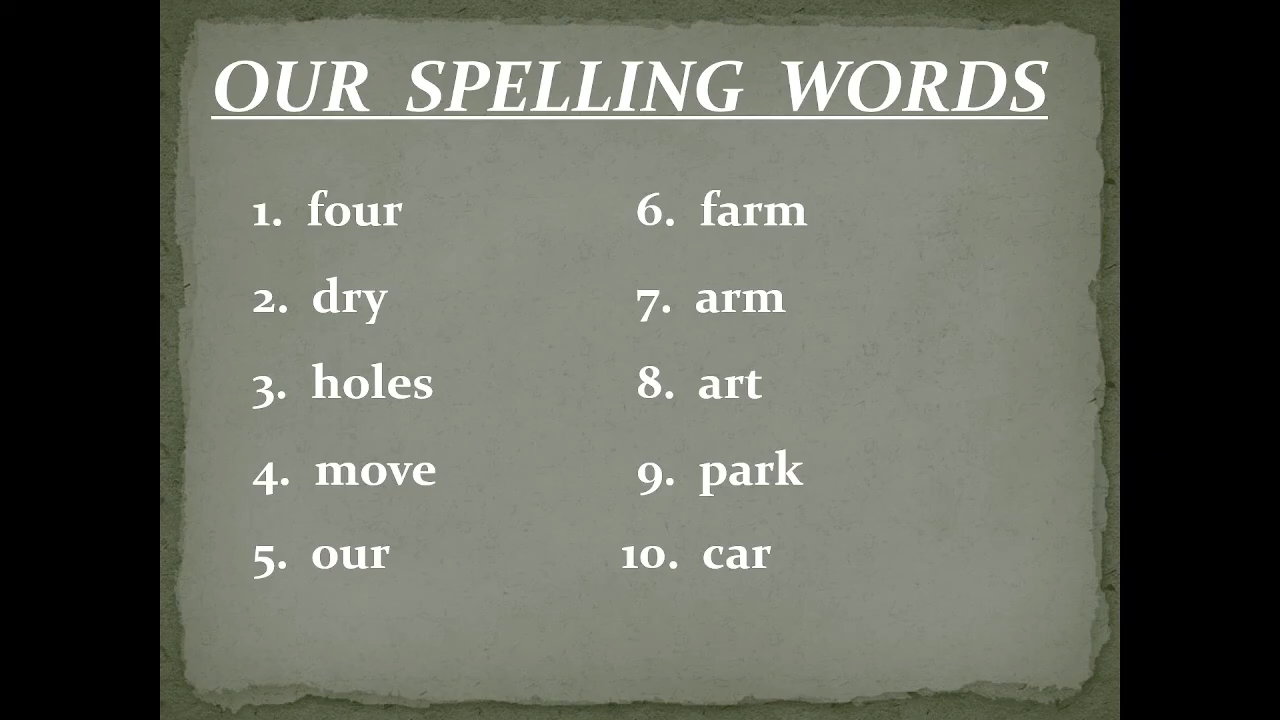 OUR SPELLING WORDS
1. four
2. dry
3. holes
4. move
5. our
6. farm
7. arm
8. art
9. park
10. car